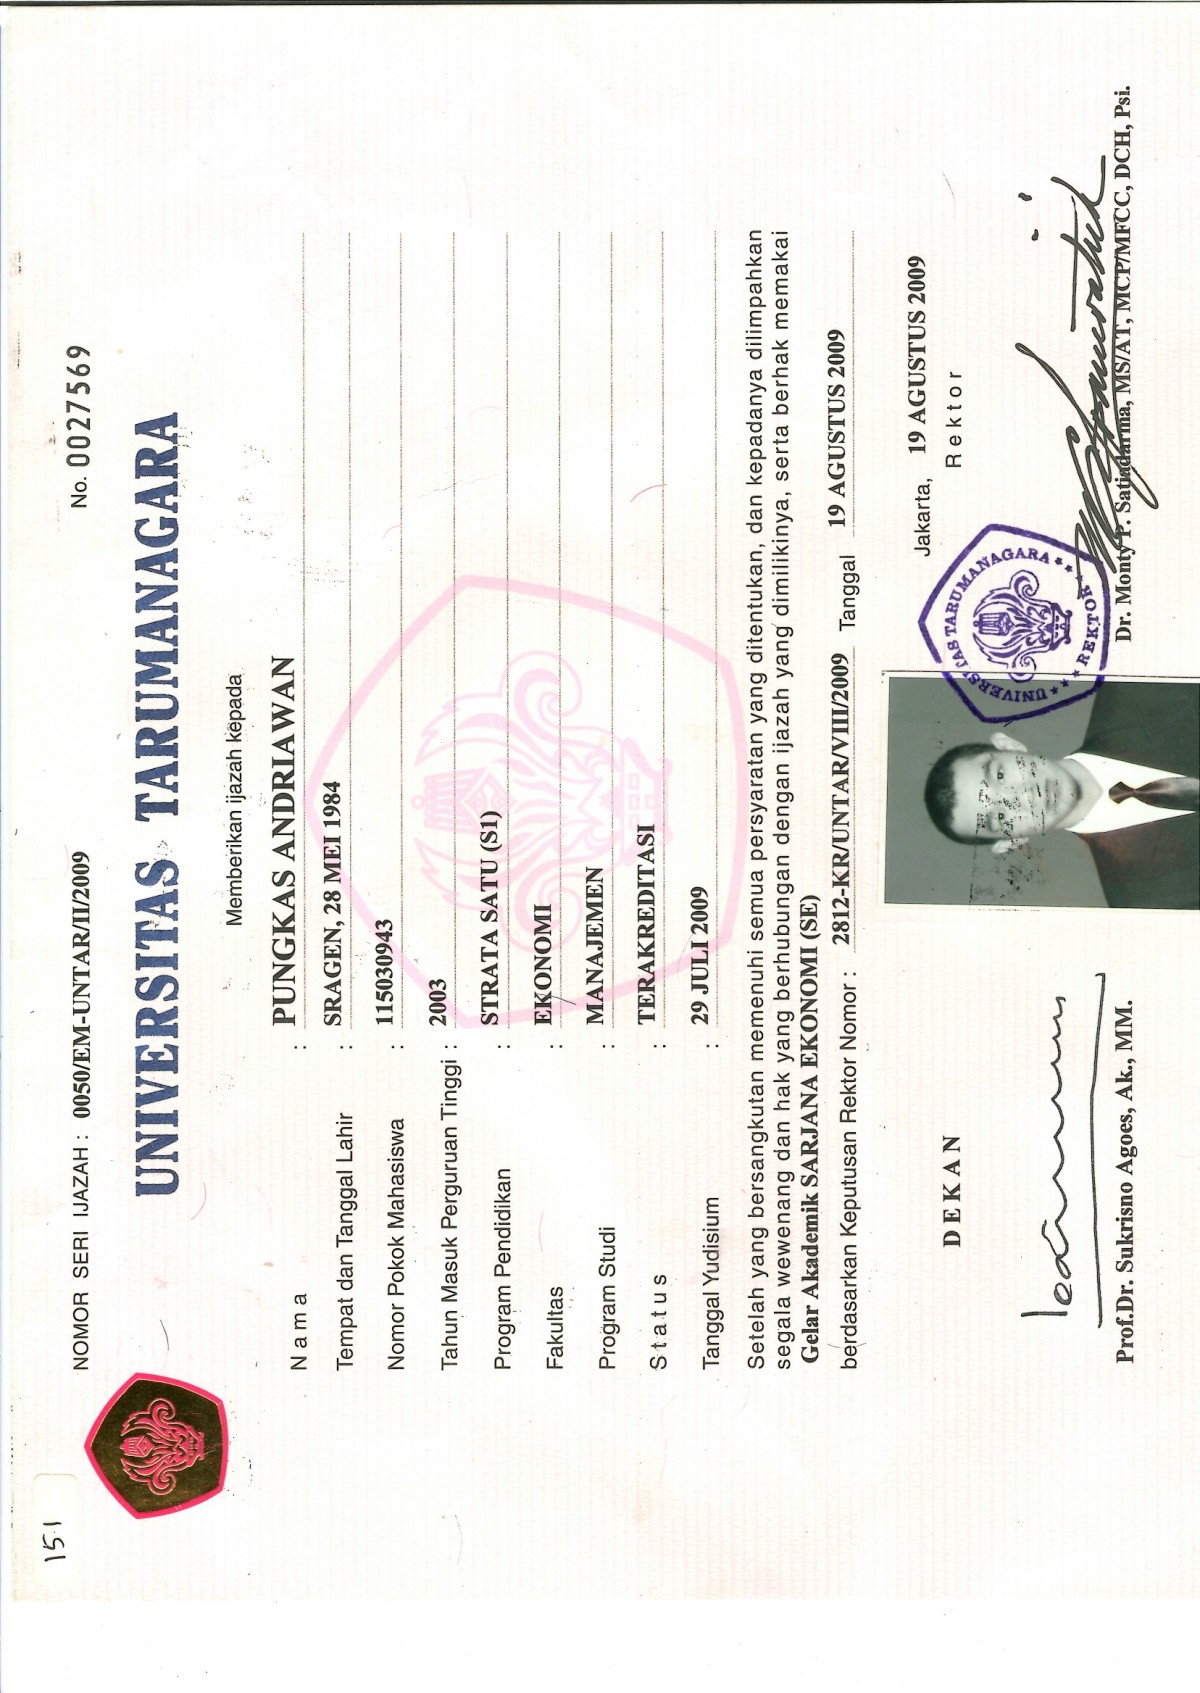 151
NOMOR SERI IJAZAH : 0050/EM-UNTAR/II/2009
No. 0027569
UNIVERSITAS TARUMANAGARA
Memberikan ijazah kepada
Nama : PUNGKAS ANDRIAWAN
Tempat dan Tanggal Lahir : SRAGEN, 28 MEI 1984
Nomor Pokok Mahasiswa : 115030943
Tahun Masuk Perguruan Tinggi : 2003
Program Pendidikan : STRATA SATU (S1)
Fakultas : EKONOMI
Program Studi : MANAJEMEN
Status : TERAKREDITASI
Tanggal Yudisium : 29 JULI 2009
Setelah yang bersangkutan memenuhi semua persyaratan yang ditentukan, dan kepadanya dilimpahkan
segala wewenang dan hak yang berhubungan dengan ijazah yang dimilikinya, serta berhak memakai
Gelar Akademik SARJANA EKONOMI (SE)
berdasarkan Keputusan Rektor Nomor : 2812-KR/UNTAR/VIII/2009 Tanggal 19 AGUSTUS 2009
Jakarta, 19 AGUSTUS 2009
DEKAN
Rektor
UNIVERSITAS TARUMANAGARA
REKTOR
Prof.Dr. Sukrisno Agoes, Ak., MM.
Dr. Monty P. Satiadarma, MS/AT, MCP/MFCC, DCH, Psi.